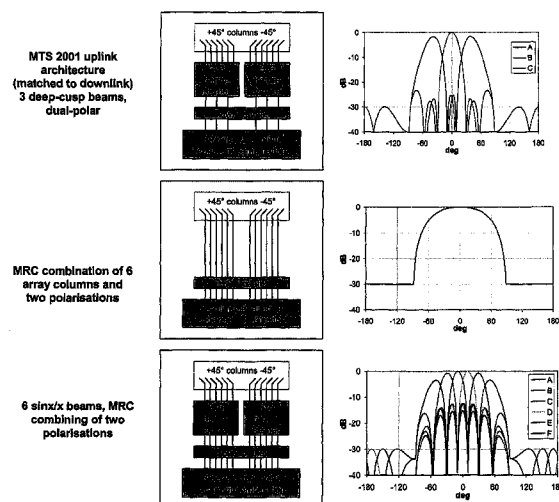 MTS 2001 uplink
architecture
(matched to downlink)
3 deep-cusp beams,
dual-polar
+45° columns -45°
0
-10
-20
-30
-40
dB
-180 -120 -60 0 60 120 180
deg
A
B
C
MRC combination of 6
array columns and
two polarisations
+45° columns -45°
0
-10
-20
-30
-40
dB
-180 -120 -60 0 60 120 180
deg
6 sinx/x beams, MRC
combining of two
polarisations
+45° columns -45°
0
-10
-20
-30
-40
dB
-180 -120 -60 0 60 120 180
deg
A
B
C
D
E
F